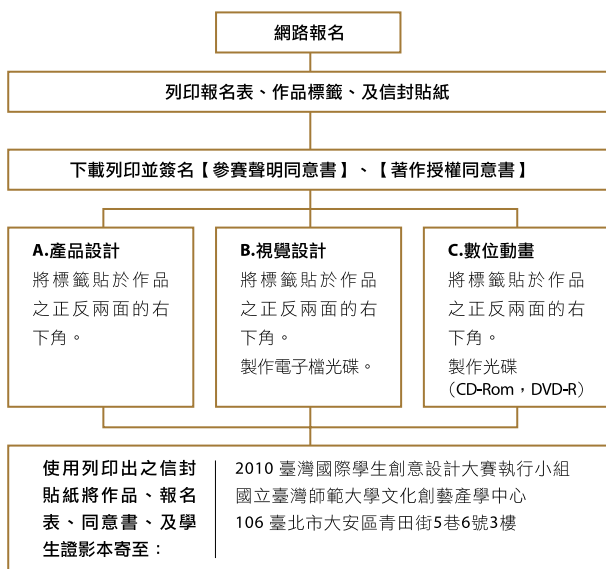 網路報名
列印報名表、作品標籤、及信封貼紙
下載列印並簽名【參賽聲明同意書】、【著作授權同意書】
A.產品設計
將標籤貼於作品
之正反兩面的右
下角。
B.視覺設計
將標籤貼於作品
之正反兩面的右
下角。
製作電子檔光碟。
C.數位動畫
將標籤貼於作品
之正反兩面的右
下角。
製作光碟
(CD-Rom，DVD-R)
使用列印出之信封
貼紙將作品、報名
表、同意書、及學
生證影本寄至：
2010 臺灣國際學生創意設計大賽執行小組
國立臺灣師範大學文化創藝產學中心
106 臺北市大安區青田街5巷6號3樓